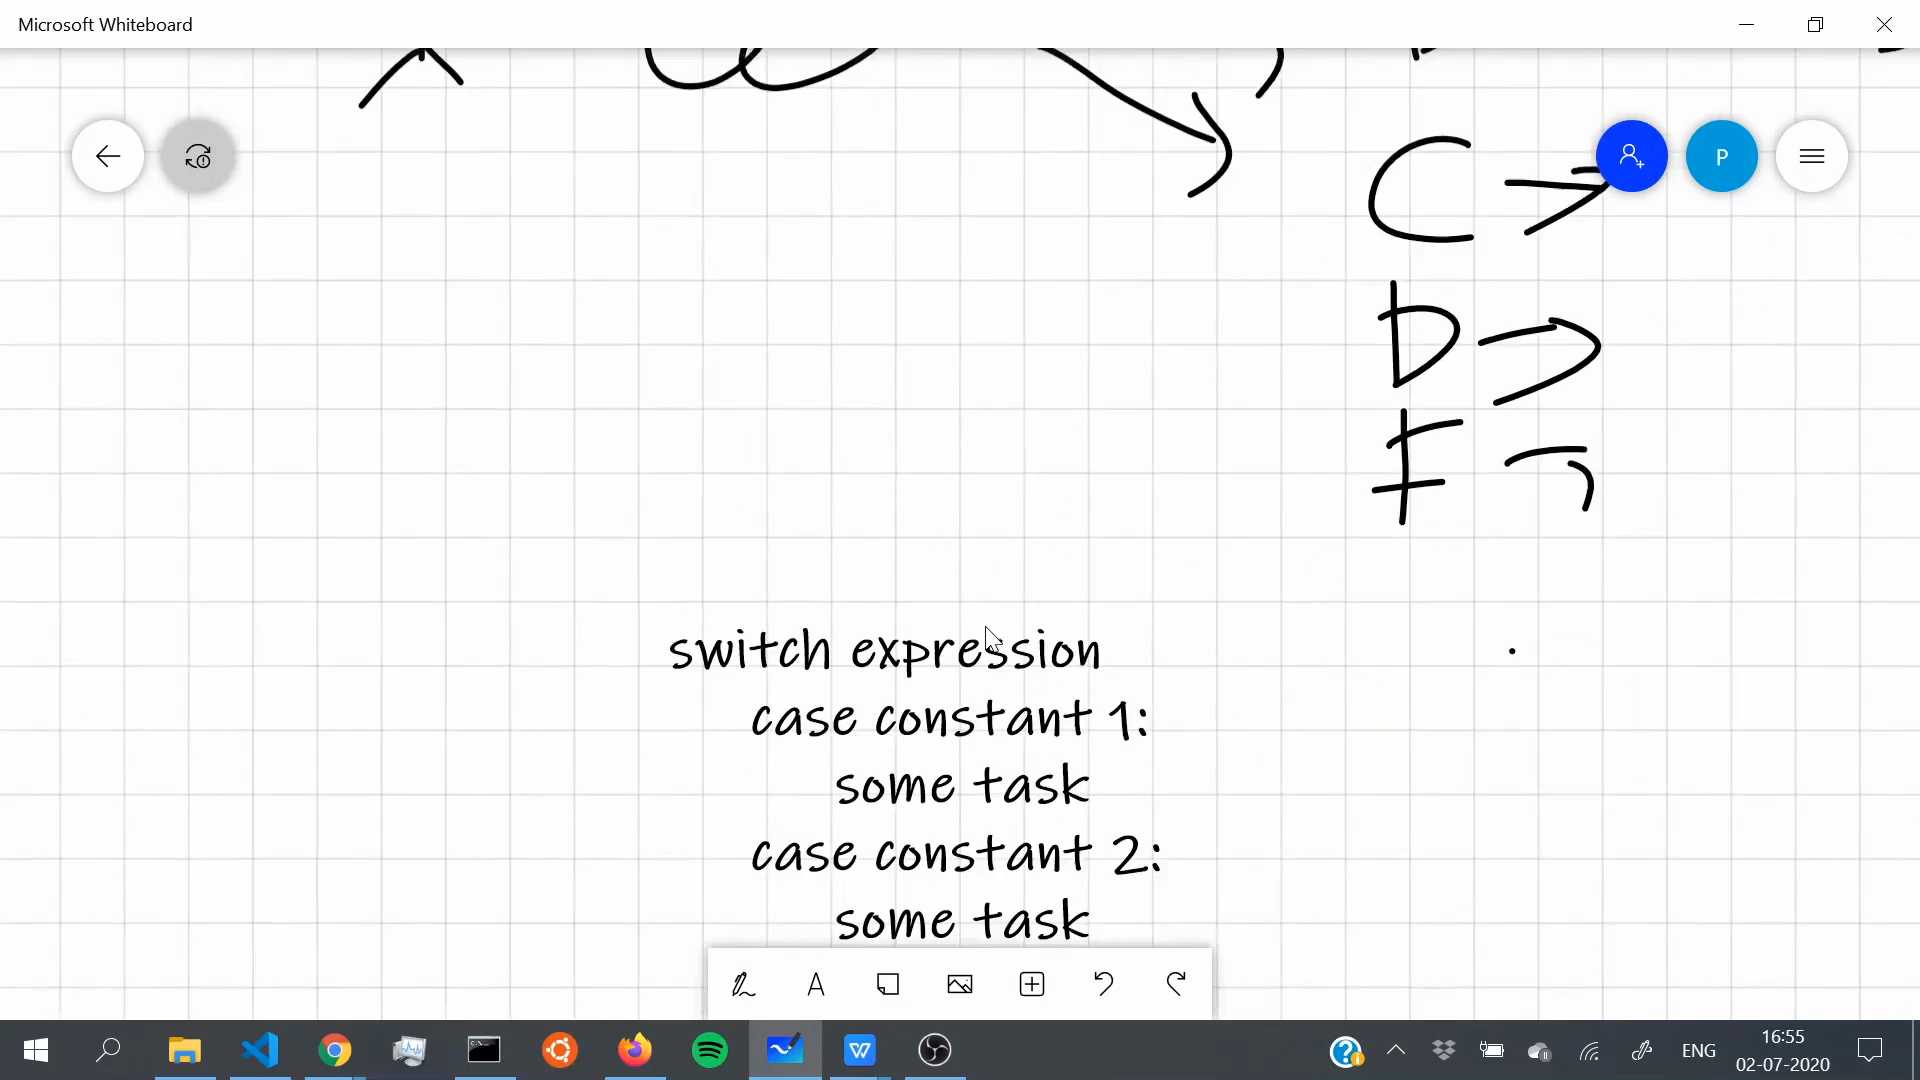 Microsoft Whiteboard
P
C →
D →
F
switch expression
case constant 1:
some task
case constant 2:
some task
A
ENG
16:55
02-07-2020